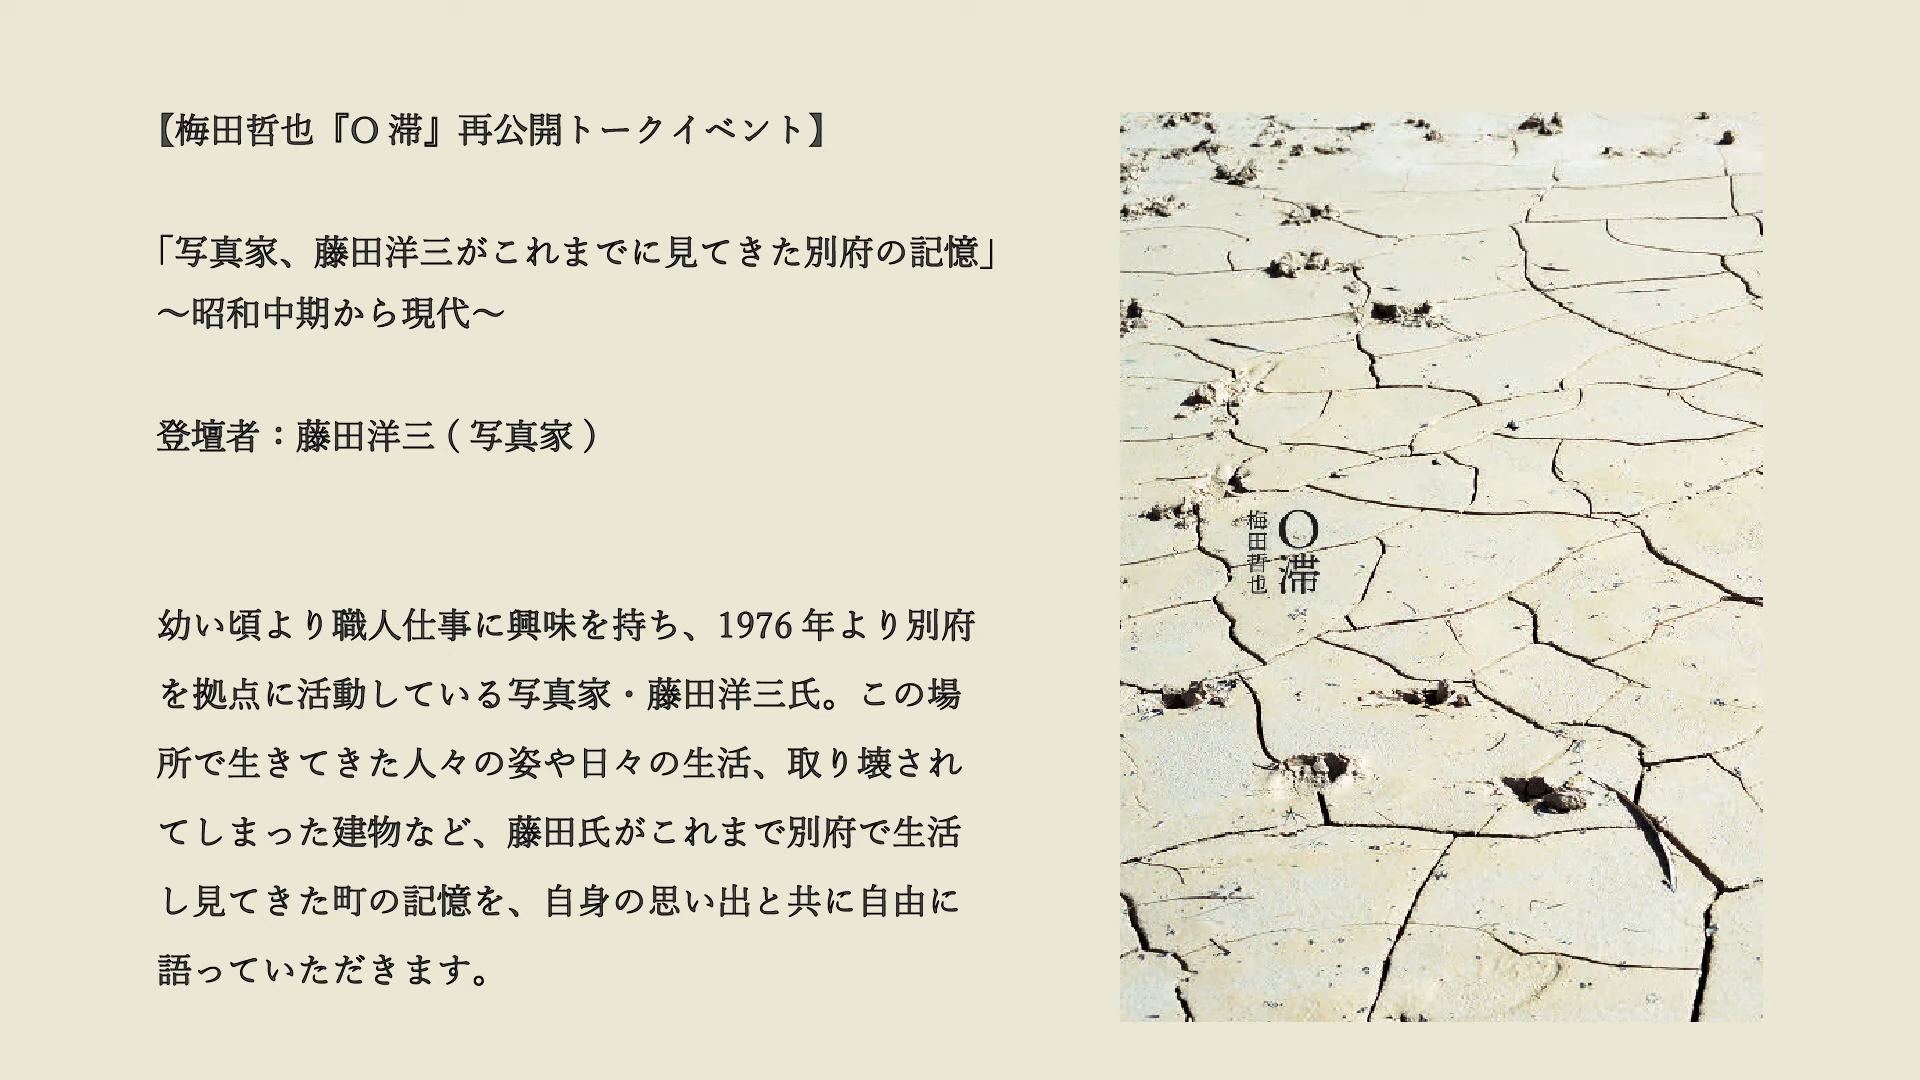 【梅田哲也『O 滞』再公開トークイベント】
「写真家、藤田洋三がこれまでに見てきた別府の記憶」
〜昭和中期から現代〜
登壇者：藤田洋三 ( 写真家 )
幼い頃より職人仕事に興味を持ち、1976 年より別府
を拠点に活動している写真家・藤田洋三氏。この場
所で生きてきた人々の姿や日々の生活、取り壊され
てしまった建物など、藤田氏がこれまで別府で生活
し見てきた町の記憶を、自身の思い出と共に自由に
語っていただきます。
O滞
梅田哲也